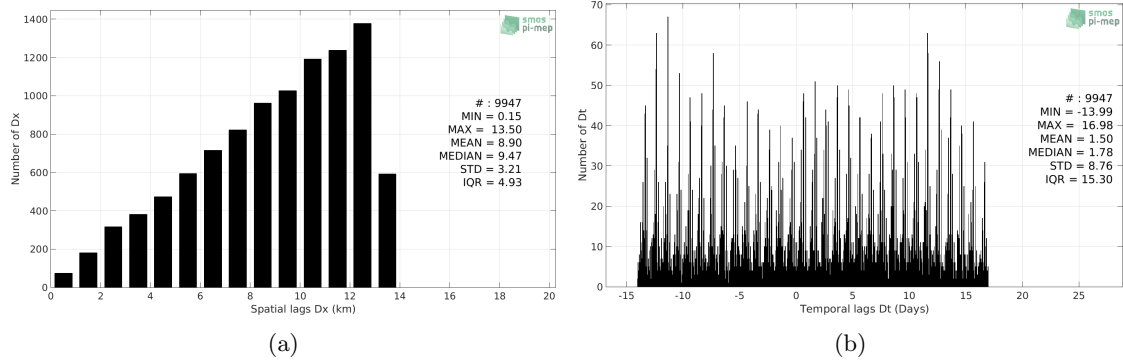 1400
1200
1000
800
600
400
200
0
Number of Dx
0 2 4 6 8 10 12 14 16 18 20
Spatial lags Dx (km)
smos
pi-mep
# : 9947
MIN = 0.15
MAX = 13.50
MEAN = 8.90
MEDIAN = 9.47
STD = 3.21
IQR = 4.93
(a)
70
60
50
40
30
20
10
0
Number of Dt
-15 -10 -5 0 5 10 15 20 25
Temporal lags Dt (Days)
smos
pi-mep
# : 9947
MIN = -13.99
MAX = 16.98
MEAN = 1.50
MEDIAN = 1.78
STD = 8.76
IQR = 15.30
(b)